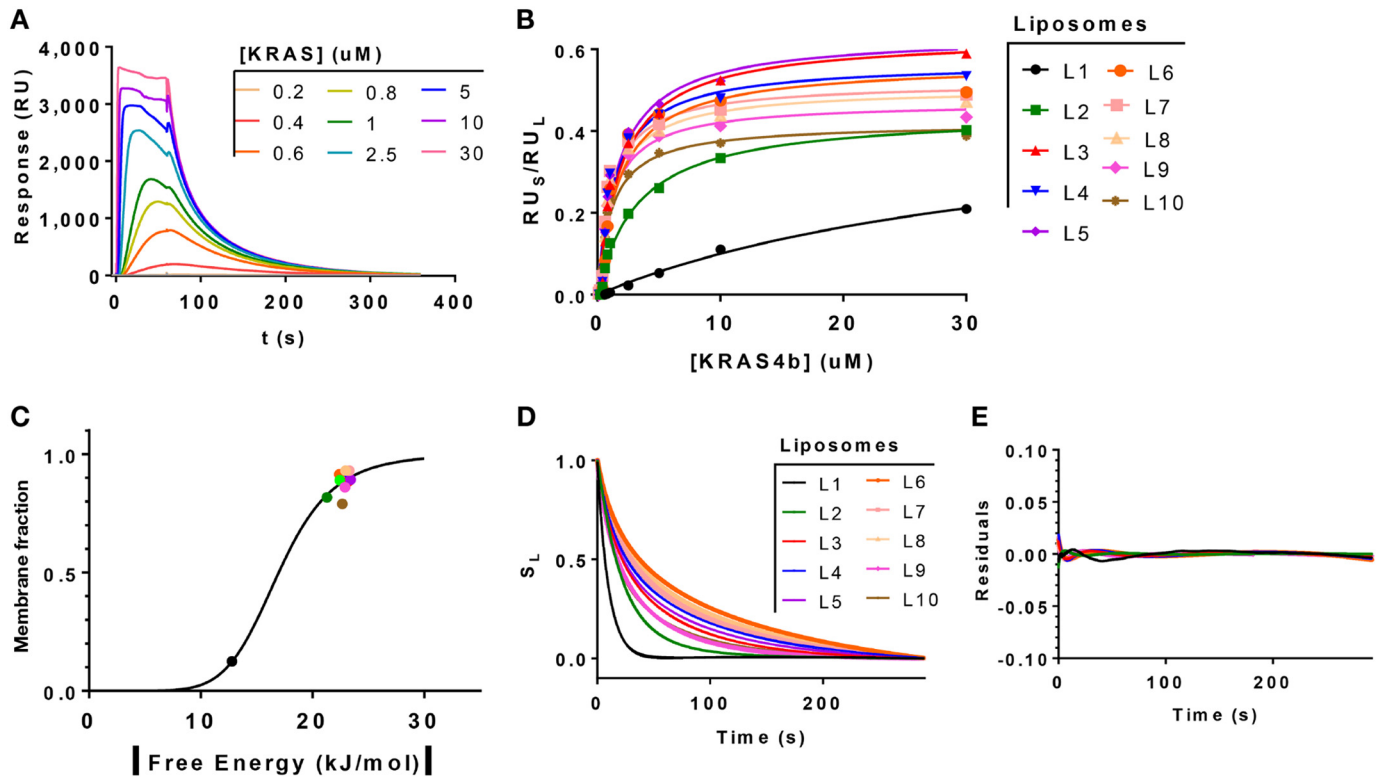 A
[KRAS] (uM)
0.2
0.8
5
0.4
1
10
0.6
2.5
30
4,000
3,000
2,000
1,000
0
Response (RU)
0
100
200
300
400
t (s)
B
0.6
0.4
0.2
0.0
RUS/RUL
0
10
20
30
[KRAS4b] (uM)
Liposomes
L1
L6
L2
L7
L3
L8
L4
L9
L5
L10
C
1.0
0.5
0.0
Membrane fraction
0
10
20
30
|Free Energy (kJ/mol)|
D
1.0
0.5
0.0
SL
0
100
200
Time (s)
Liposomes
L1
L6
L2
L7
L3
L8
L4
L9
L5
L10
E
0.10
0.05
0.00
-0.05
-0.10
Residuals
0
100
200
Time (s)